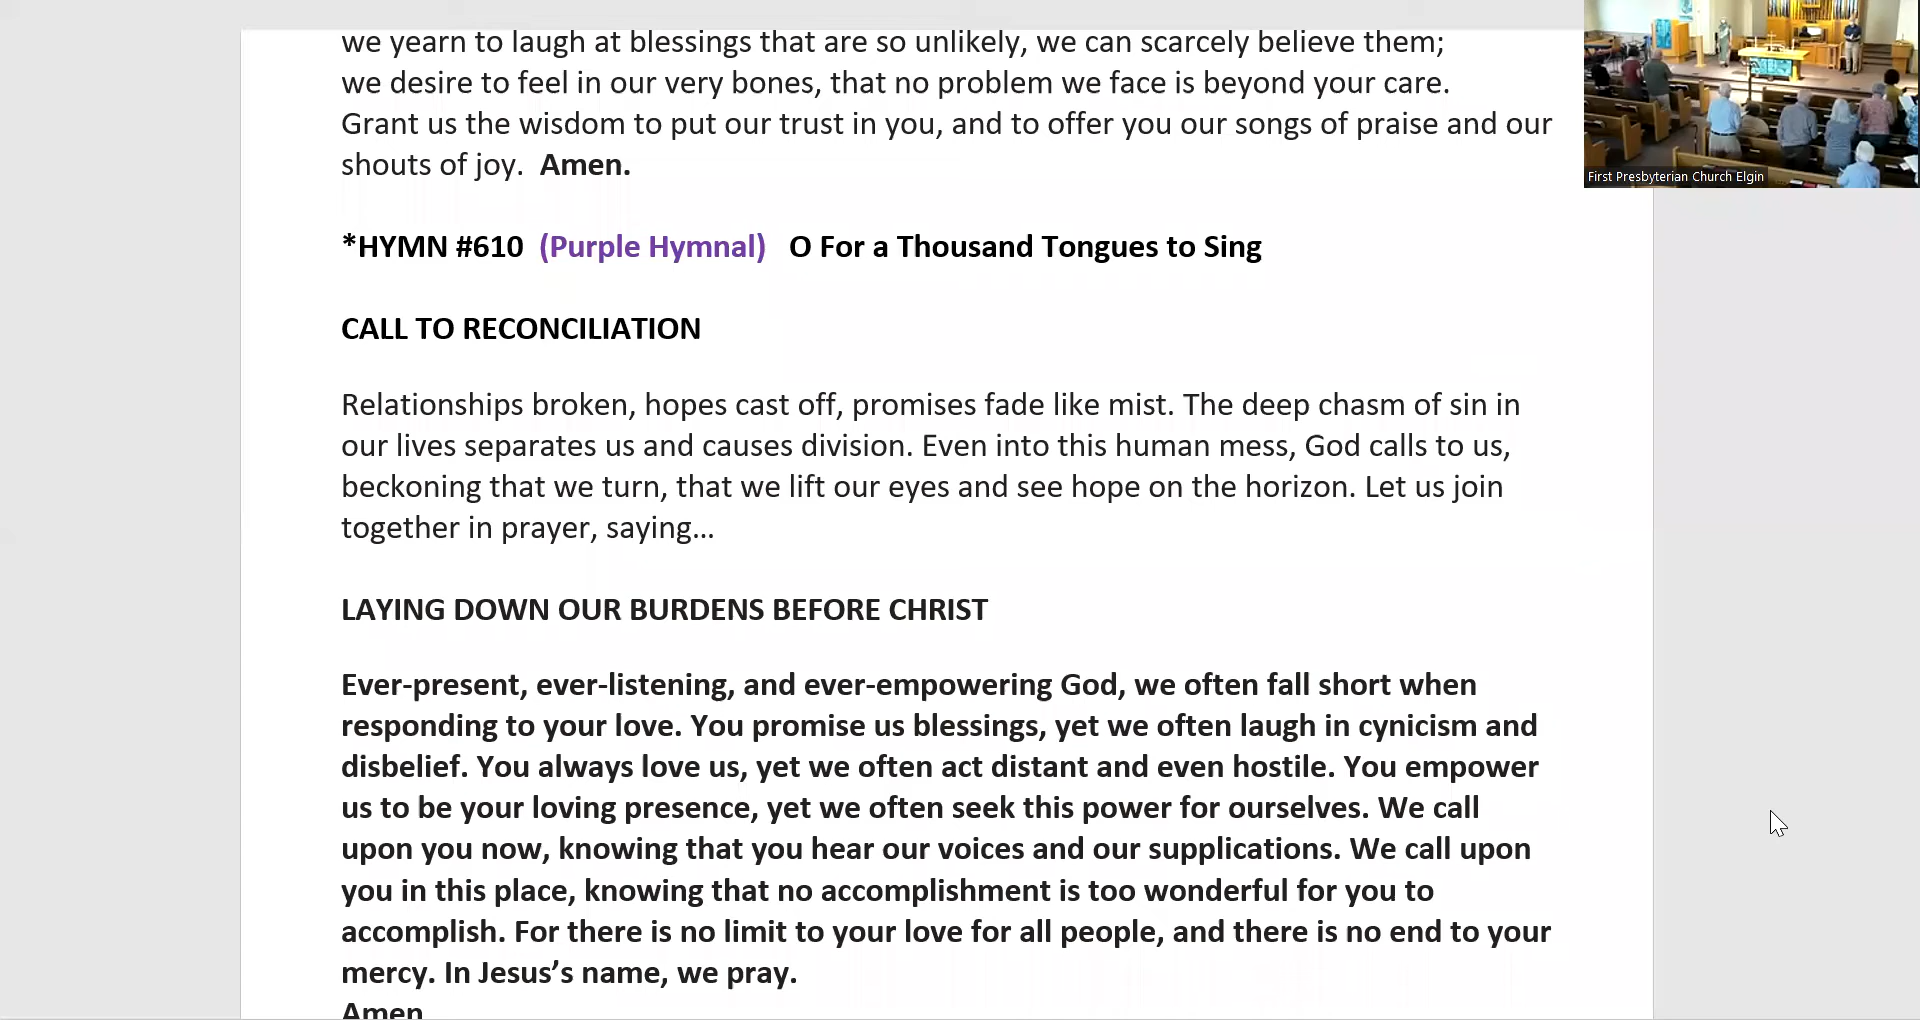 we yearn to laugh at blessings that are so unlikely, we can scarcely believe them;
we desire to feel in our very bones, that no problem we face is beyond your care.
Grant us the wisdom to put our trust in you, and to offer you our songs of praise and our
shouts of joy.  Amen.
First Presbyterian Church Elgin
*HYMN #610  (Purple Hymnal)   O For a Thousand Tongues to Sing
CALL TO RECONCILIATION
Relationships broken, hopes cast off, promises fade like mist. The deep chasm of sin in
our lives separates us and causes division. Even into this human mess, God calls to us,
beckoning that we turn, that we lift our eyes and see hope on the horizon. Let us join
together in prayer, saying…
LAYING DOWN OUR BURDENS BEFORE CHRIST
Ever-present, ever-listening, and ever-empowering God, we often fall short when
responding to your love. You promise us blessings, yet we often laugh in cynicism and
disbelief. You always love us, yet we often act distant and even hostile. You empower
us to be your loving presence, yet we often seek this power for ourselves. We call
upon you now, knowing that you hear our voices and our supplications. We call upon
you in this place, knowing that no accomplishment is too wonderful for you to
accomplish. For there is no limit to your love for all people, and there is no end to your
mercy. In Jesus’s name, we pray.
Amen